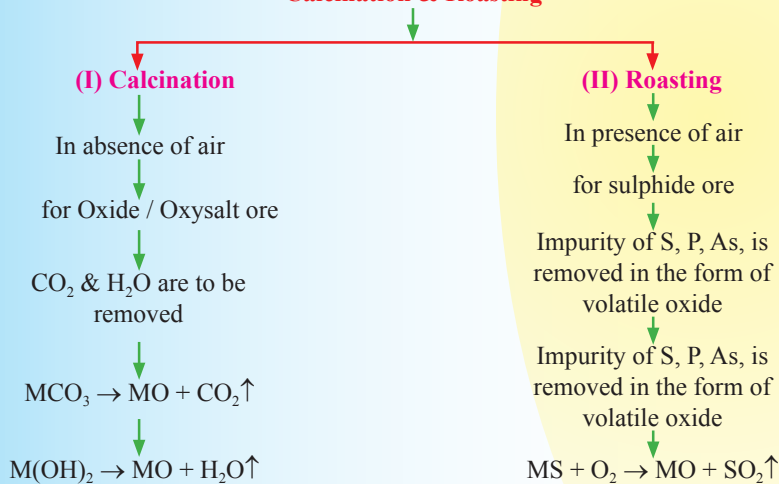 Calcination & Roasting
(I) Calcination
In absence of air
for Oxide / Oxysalt ore
CO₂ & H₂O are to be
removed
MCO₃ → MO + CO₂↑
M(OH)₂ → MO + H₂O↑
(II) Roasting
In presence of air
for sulphide ore
Impurity of S, P, As, is
removed in the form of
volatile oxide
Impurity of S, P, As, is
removed in the form of
volatile oxide
MS + O₂ → MO + SO₂↑